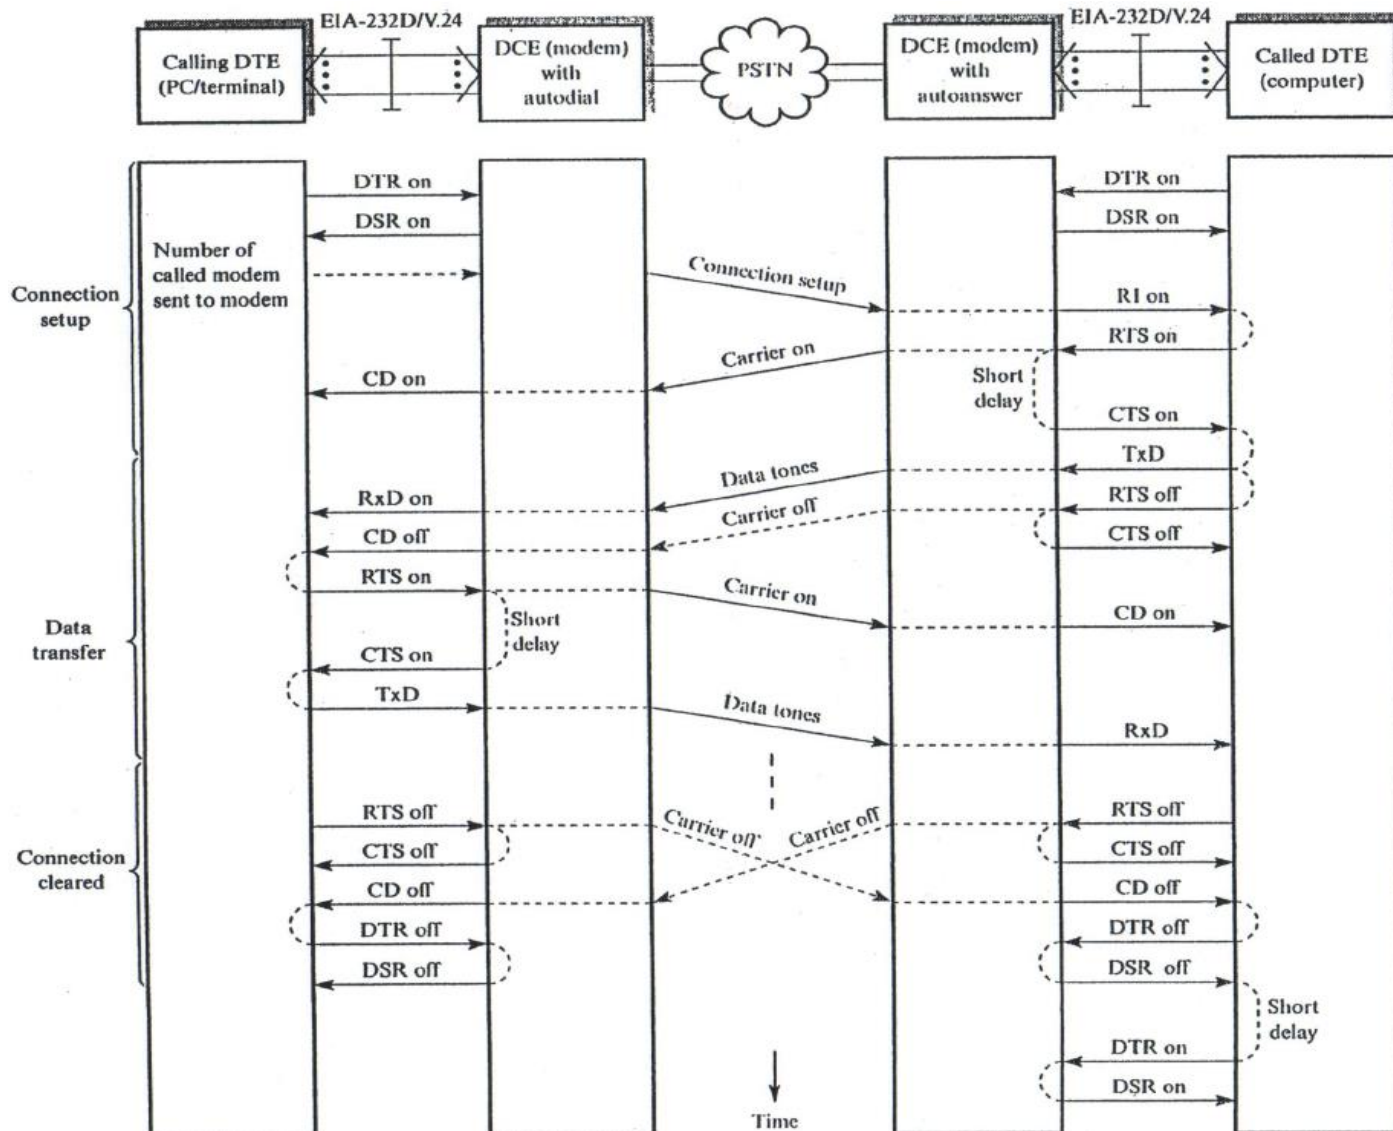 EIA-232D/V.24
EIA-232D/V.24
Calling DTE
(PC/terminal)
DCE (modem)
with
autodial
PSTN
DCE (modem)
with
autoanswer
Called DTE
(computer)
DTR on
DTR on
DSR on
DSR on
Number of
called modem
sent to modem
Connection setup
Connection
setup
RI on
RTS on
Carrier on
CD on
Short
delay
CTS on
TxD
Data tones
RxD on
RTS off
Carrier off
CD off
CTS off
RTS on
Carrier on
CD on
Short
delay
Data
transfer
CTS on
TxD
Data tones
RxD
RTS off
Carrier off
Carrier off
RTS off
CTS off
CTS off
Connection
cleared
CD off
CD off
DTR off
DTR off
DSR off
DSR off
Short
delay
DTR on
DSR on
Time